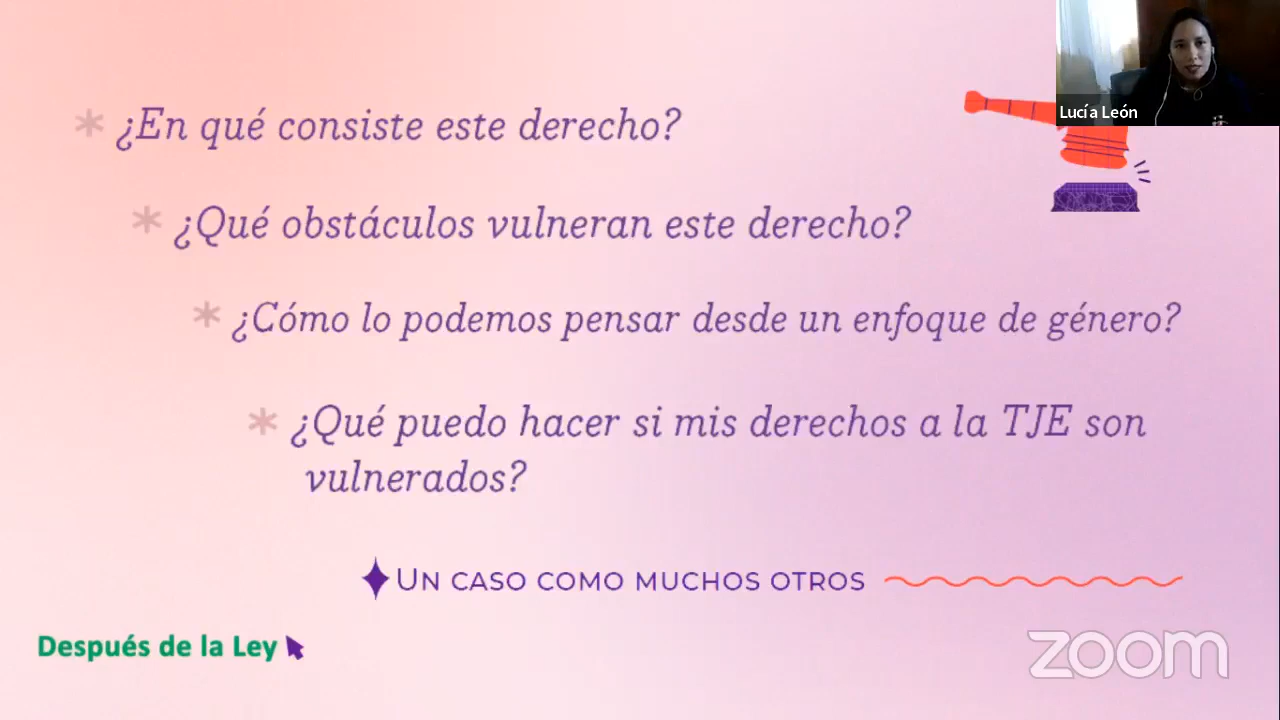 Lucía León
* ¿En qué consiste este derecho?
* ¿Qué obstáculos vulneran este derecho?
* ¿Cómo lo podemos pensar desde un enfoque de género?
* ¿Qué puedo hacer si mis derechos a la TJE son
vulnerados?
UN CASO COMO MUCHOS OTROS
Después de la Ley
zoom